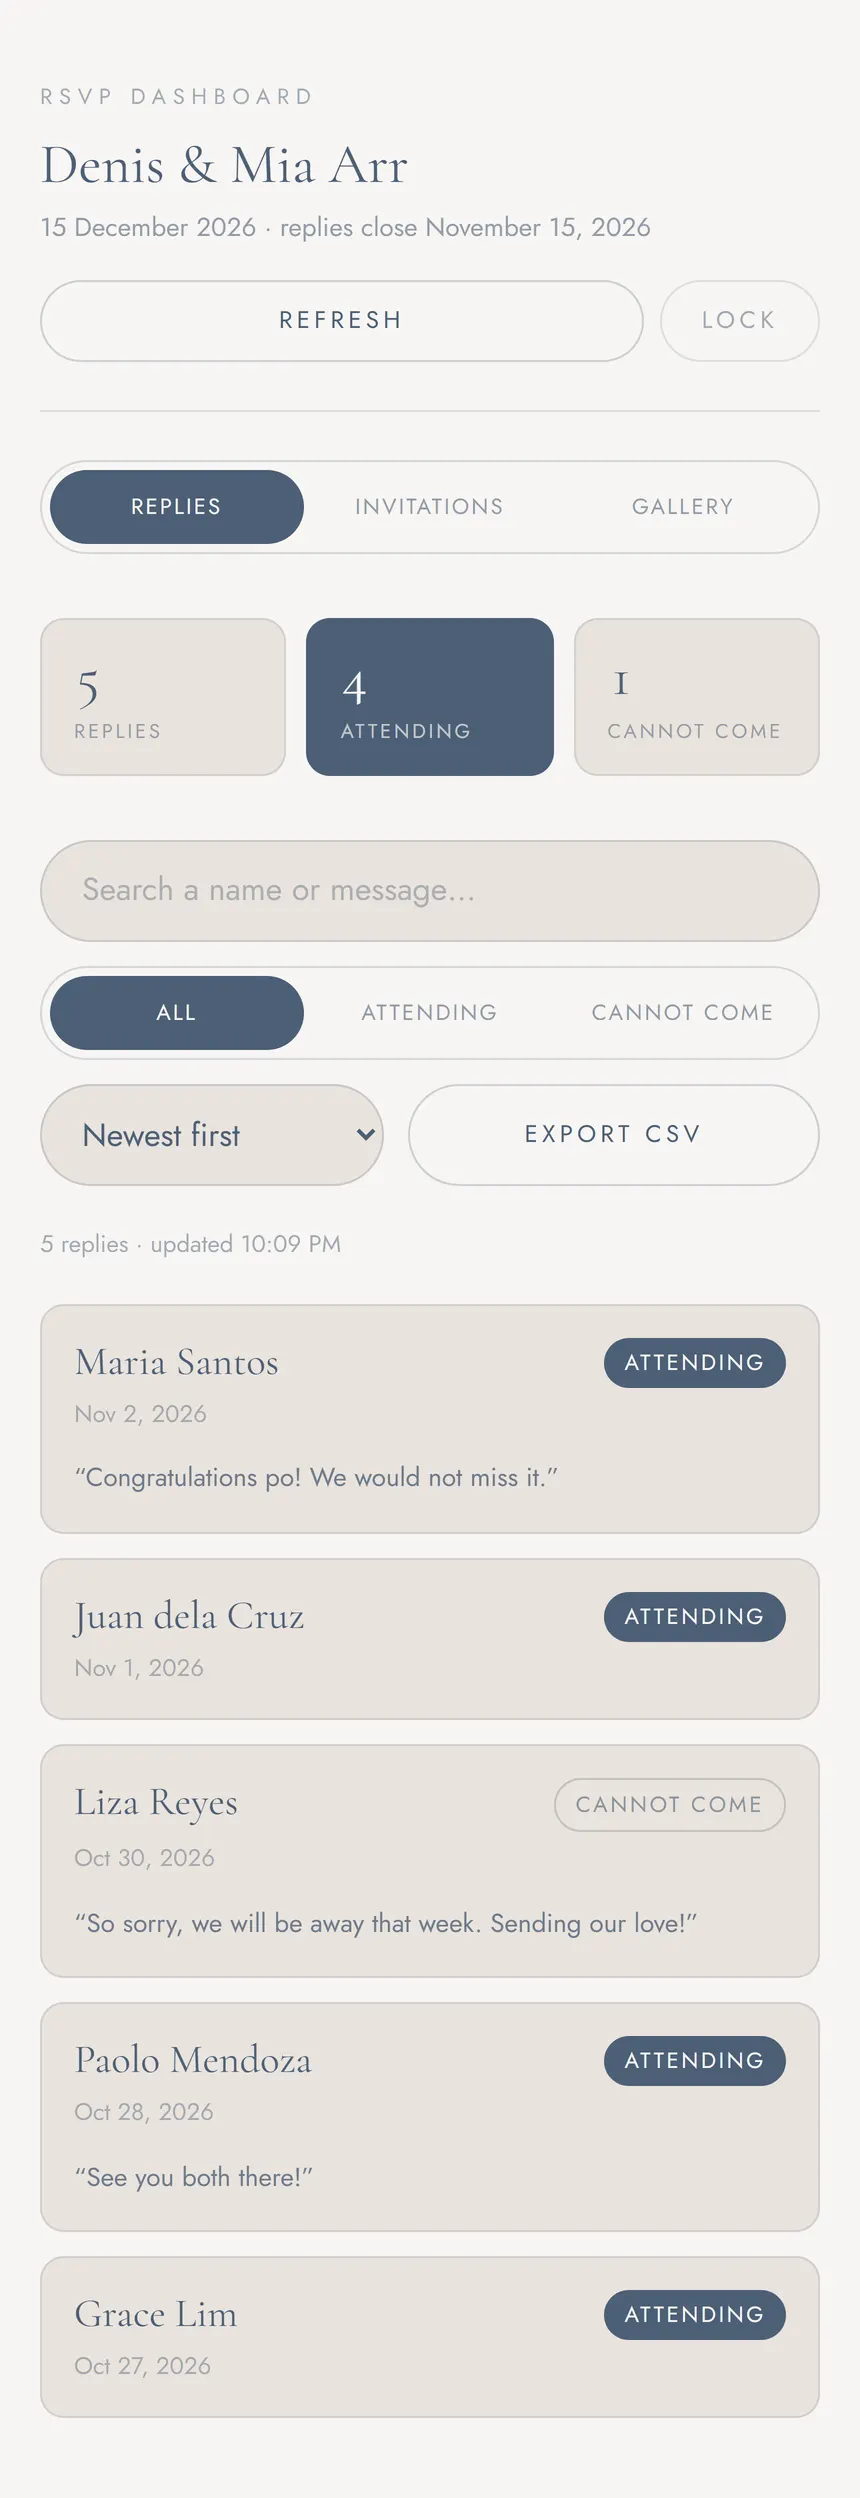 RSVP DASHBOARD
Denis & Mia Arr
15 December 2026 · replies close November 15, 2026
REFRESH
LOCK
REPLIES
INVITATIONS
GALLERY
5
REPLIES
4
ATTENDING
1
CANNOT COME
Search a name or message...
ALL
ATTENDING
CANNOT COME
Newest first
EXPORT CSV
5 replies · updated 10:09 PM
Maria Santos
ATTENDING
Nov 2, 2026
“Congratulations po! We would not miss it.”
Juan dela Cruz
ATTENDING
Nov 1, 2026
Liza Reyes
CANNOT COME
Oct 30, 2026
“So sorry, we will be away that week. Sending our love!”
Paolo Mendoza
ATTENDING
Oct 28, 2026
“See you both there!”
Grace Lim
ATTENDING
Oct 27, 2026